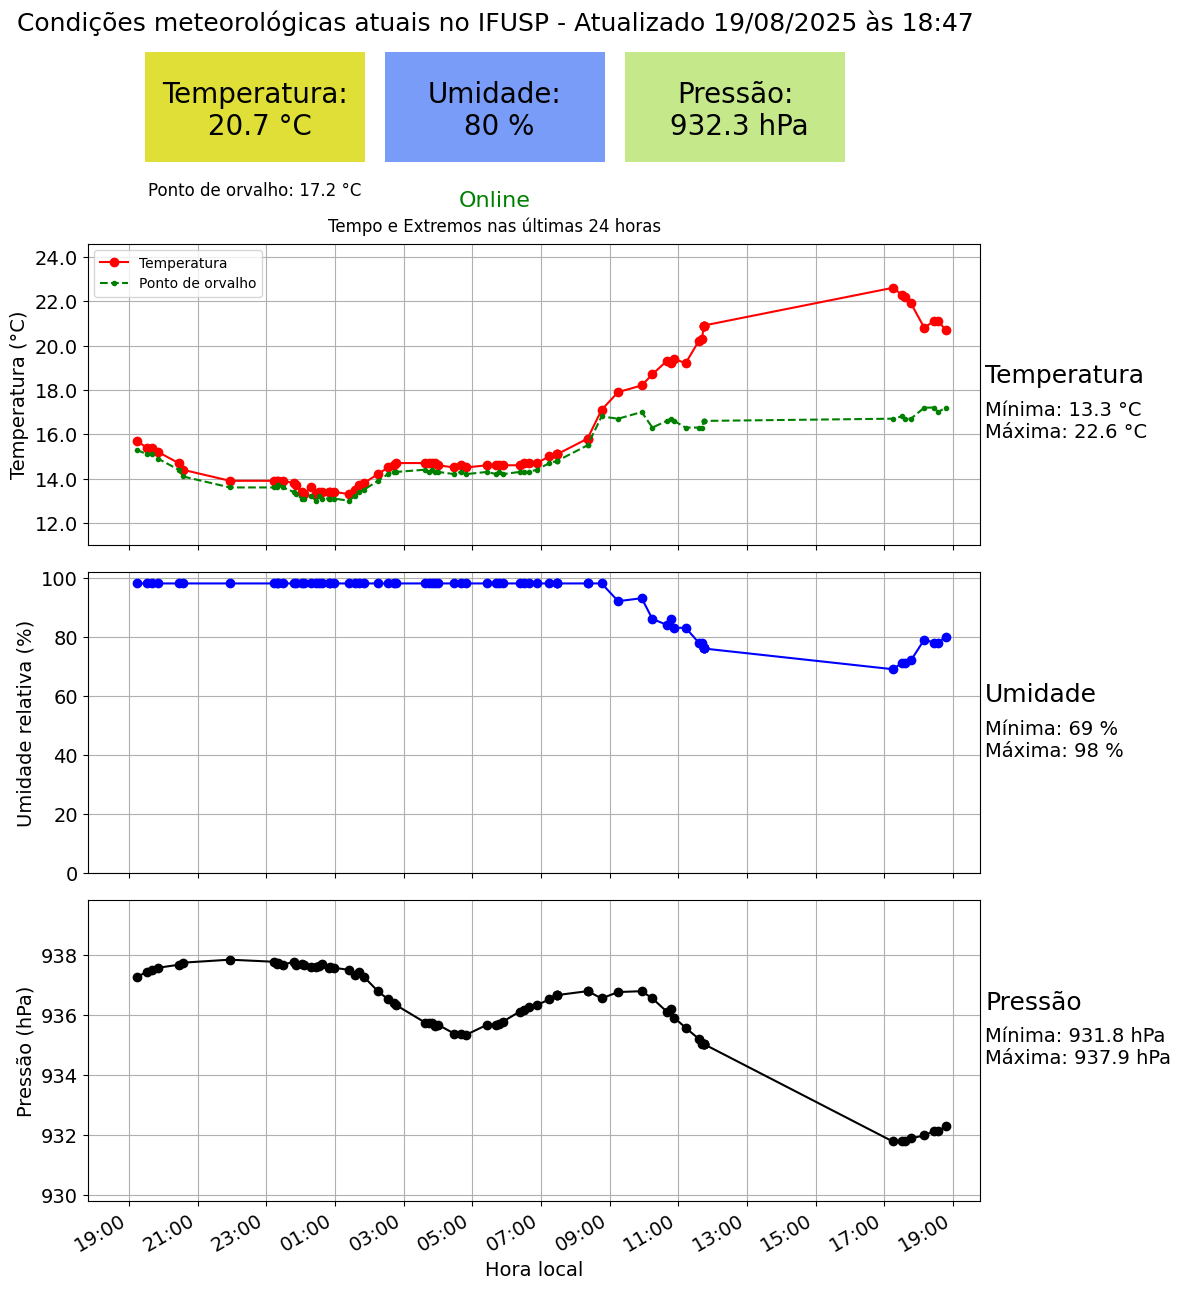 Condições meteorológicas atuais no IFUSP - Atualizado 19/08/2025 às 18:47
Temperatura:
20.7 °C
Umidade:
80 %
Pressão:
932.3 hPa
Ponto de orvalho: 17.2 °C
Online
Tempo e Extremos nas últimas 24 horas
Temperatura (°C)
24.0
22.0
20.0
18.0
16.0
14.0
12.0
Temperatura
Ponto de orvalho
Temperatura
Mínima: 13.3 °C
Máxima: 22.6 °C
Umidade relativa (%)
100
80
60
40
20
0
Umidade
Mínima: 69 %
Máxima: 98 %
Pressão (hPa)
938
936
934
932
930
Pressão
Mínima: 931.8 hPa
Máxima: 937.9 hPa
19:00 21:00 23:00 01:00 03:00 05:00 07:00 09:00 11:00 13:00 15:00 17:00 19:00
Hora local